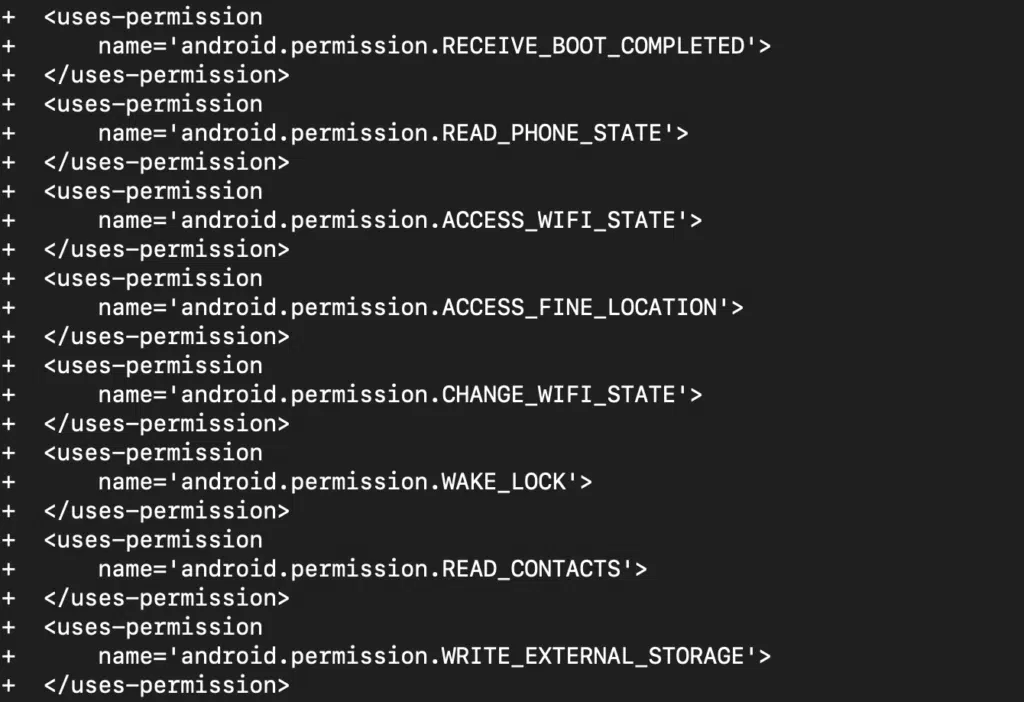 +  <uses-permission
+      name='android.permission.RECEIVE_BOOT_COMPLETED'>
+  </uses-permission>
+  <uses-permission
+      name='android.permission.READ_PHONE_STATE'>
+  </uses-permission>
+  <uses-permission
+      name='android.permission.ACCESS_WIFI_STATE'>
+  </uses-permission>
+  <uses-permission
+      name='android.permission.ACCESS_FINE_LOCATION'>
+  </uses-permission>
+  <uses-permission
+      name='android.permission.CHANGE_WIFI_STATE'>
+  </uses-permission>
+  <uses-permission
+      name='android.permission.WAKE_LOCK'>
+  </uses-permission>
+  <uses-permission
+      name='android.permission.READ_CONTACTS'>
+  </uses-permission>
+  <uses-permission
+      name='android.permission.WRITE_EXTERNAL_STORAGE'>
+  </uses-permission>